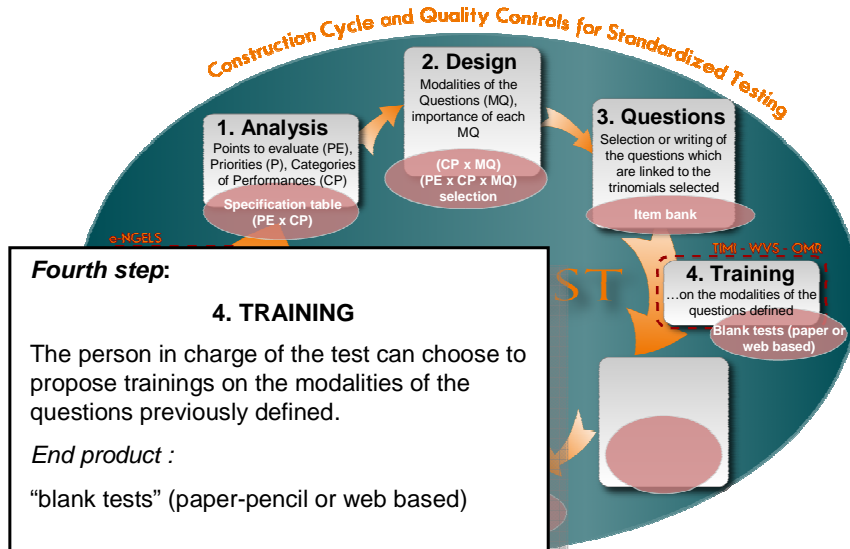 Construction Cycle and Quality Controls for Standardized Testing
1. Analysis
Points to evaluate (PE),
Priorities (P), Categories
of Performances (CP)
Specification table
(PE x CP)
2. Design
Modalities of the
Questions (MQ),
importance of each
MQ
(CP x MQ)
(PE x CP x MQ)
selection
3. Questions
Selection or writing of
the questions which
are linked to the
trinomials selected
Item bank
e-NGELS
TIMI - WVS - OMR
4. Training
…on the modalities of the
questions defined
Blank tests (paper or
web based)
ST
Fourth step:
4. TRAINING
The person in charge of the test can choose to
propose trainings on the modalities of the
questions previously defined.
End product :
“blank tests” (paper-pencil or web based)